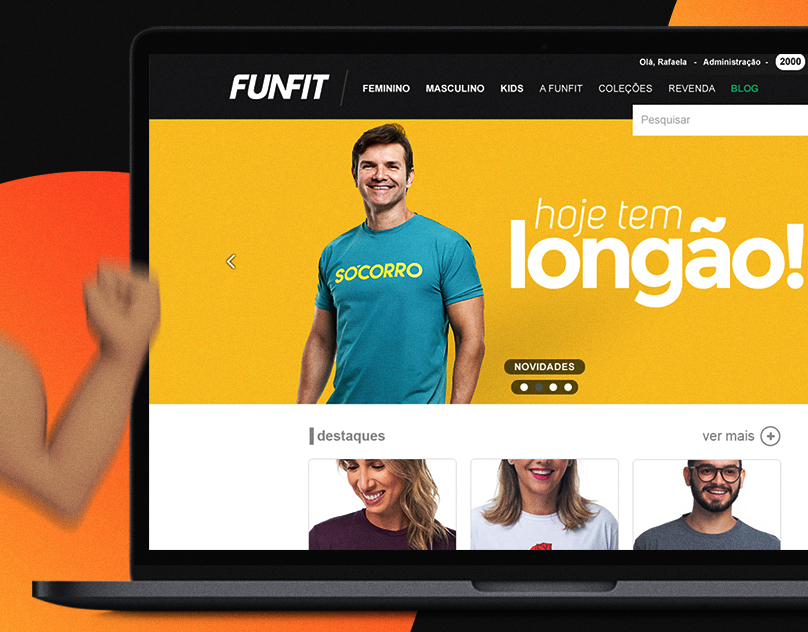 Olá, Rafaela - Administração - 2000
FUNFIT
FEMININO MASCULINO KIDS A FUNFIT COLEÇÕES REVENDA BLOG
Pesquisar
hoje tem
longão!
SÓCORRO
NOVIDADES
destaques
ver mais